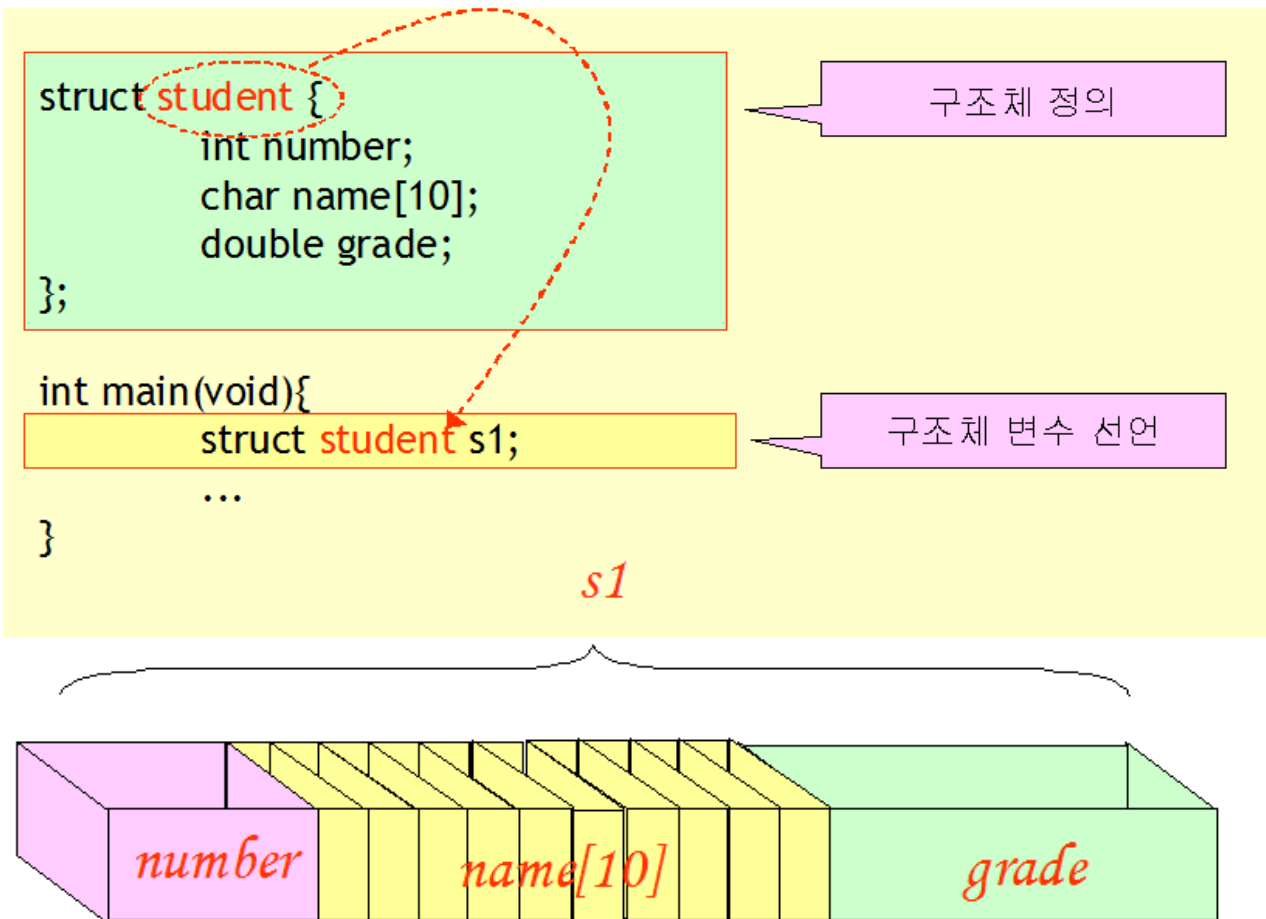 struct student {
int number;
char name[10];
double grade;
};
구조체 정의
int main(void){
struct student s1;
...
}
구조체 변수 선언
s1
number
name[10]
grade